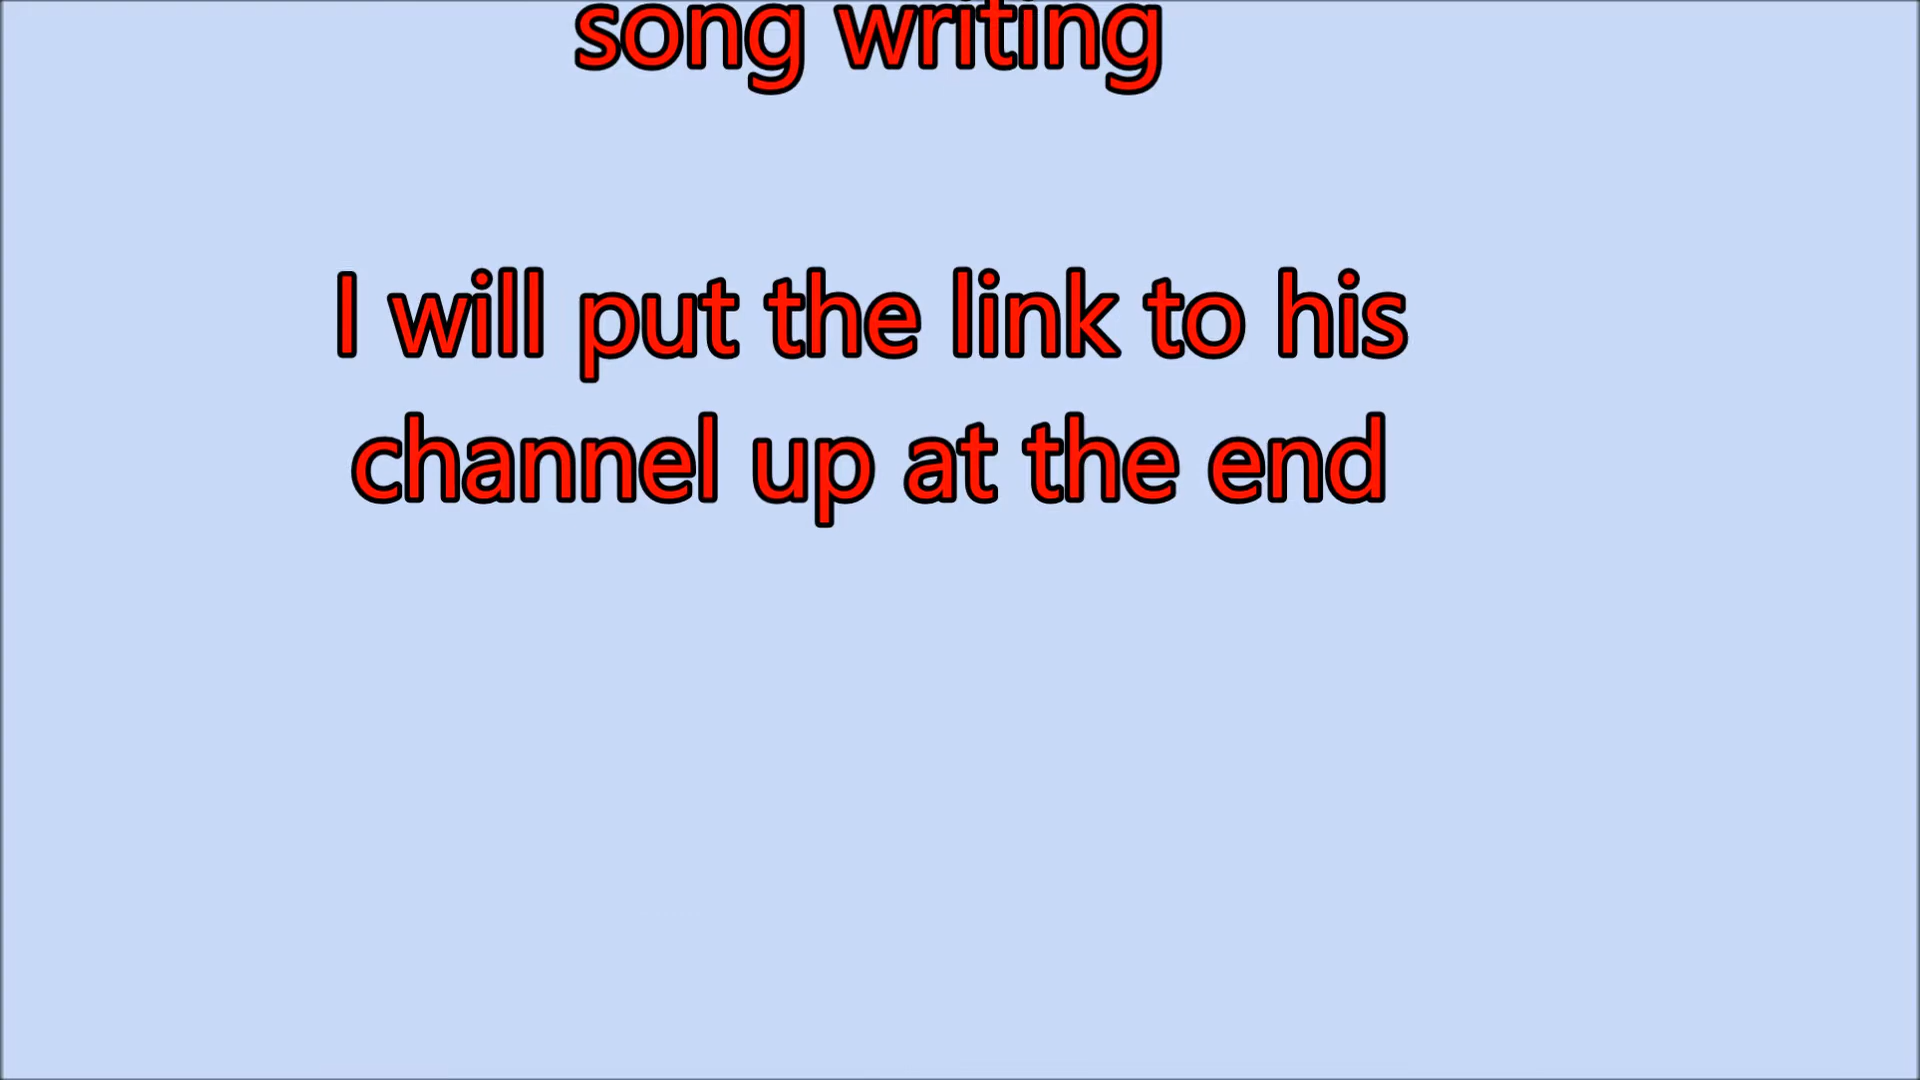 song writing
I will put the link to his
channel up at the end